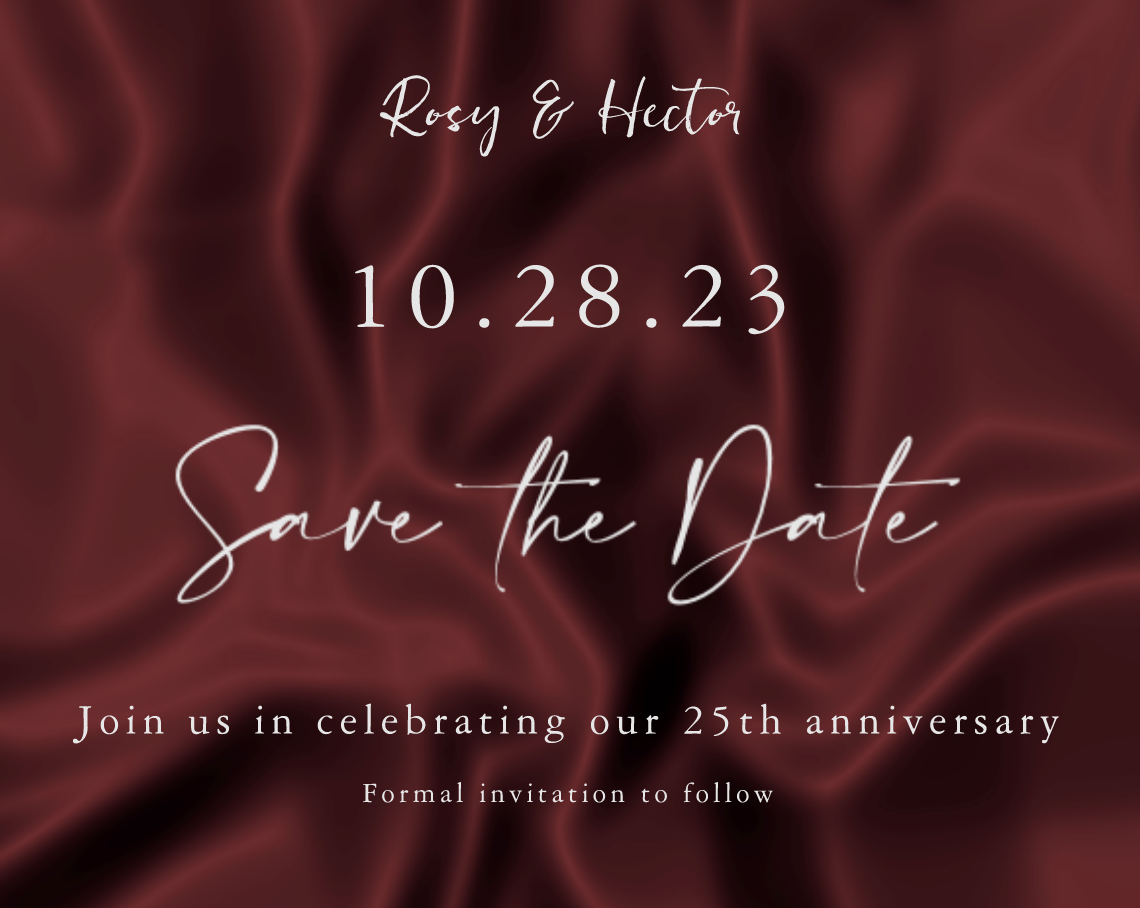 Rosy & Hector
10.28.23
Save the Date
Join us in celebrating our 25th anniversary
Formal invitation to follow